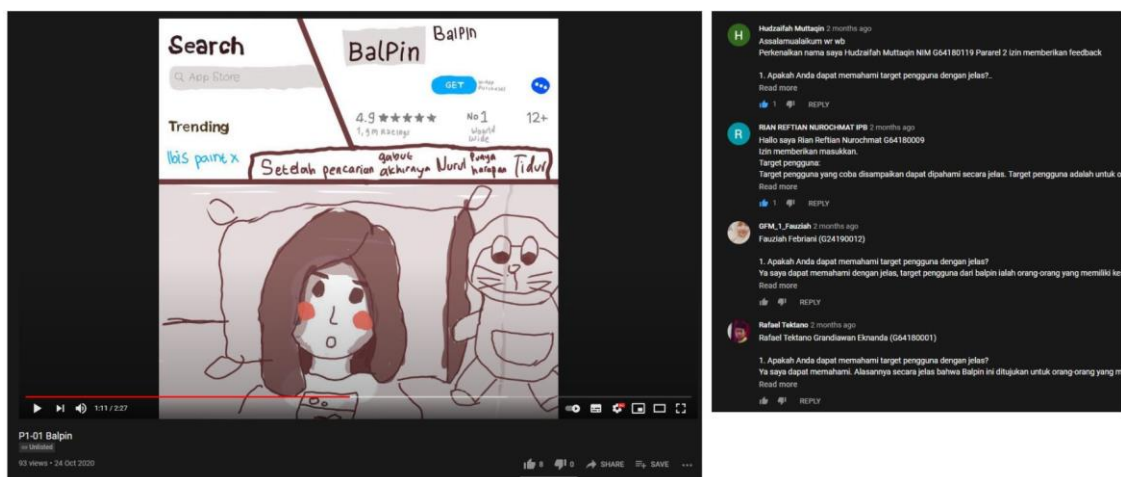 Search
Q App Store
Trending
Ibis paint x
BalPin
BalPin
GET
4.9 ★★★★★
No 1
12+
World Wide
Setelah pencarian gabut akhirnya Nurul Punya harapan Tidur
1:11 / 2:27
P1-01 Balpin
Unlisted
93 views • 24 Oct 2020
8
0
SHARE
SAVE
H
Hudzaifah Muttaqin 2 months ago
Assalamualaikum wr wb
Perkenalkan nama saya Hudzaifah Muttaqin NIM G64180119 Pararel 2 izin memberikan feedback
1. Apakah Anda dapat memahami target pengguna dengan jelas?..
Read more
1 REPLY
R
RIAN REFTIAN NUROCHMAT IPB 2 months ago
Hallo saya Rian Reftian Nurochmat G64180009
Izin memberikan masukkan.
Target pengguna:
Target pengguna yang coba disampaikan dapat dipahami secara jelas. Target pengguna adalah untuk o
Read more
1 REPLY
GFM_1_Fauziah 2 months ago
Fauziah Febriani (G24190012)
1. Apakah Anda dapat memahami target pengguna dengan jelas?
Ya saya dapat memahami dengan jelas, target pengguna dari balpin ialah orang-orang yang memiliki ke
Read more
REPLY
Rafael Tektano 2 months ago
Rafael Tektano Grandiawan Eknanda (G64180001)
1. Apakah Anda dapat memahami target pengguna dengan jelas?
Ya saya dapat memahami. Alasannya secara jelas bahwa Balpin ini ditujukan untuk orang-orang yang m
Read more
REPLY